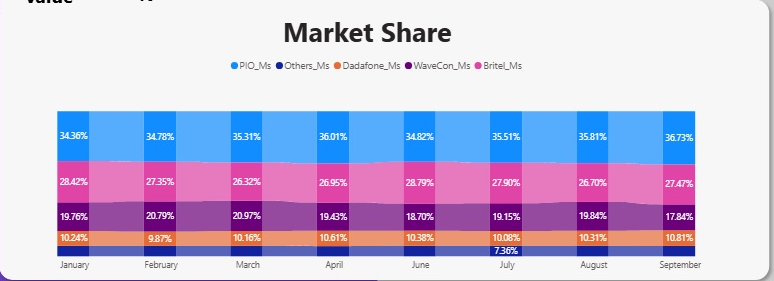 Market Share
PIO_Ms Others_Ms Dadafone_Ms WaveCon_Ms Britel_Ms
34.36% 34.78% 35.31% 36.01% 34.82% 35.51% 35.81% 36.73%
28.42% 27.35% 26.32% 26.95% 28.79% 27.90% 26.70% 27.47%
19.76% 20.79% 20.97% 19.43% 18.70% 19.15% 19.84% 17.84%
10.24% 9.87% 10.16% 10.61% 10.38% 10.08% 10.31% 10.81%
7.36%
January February March April June July August September